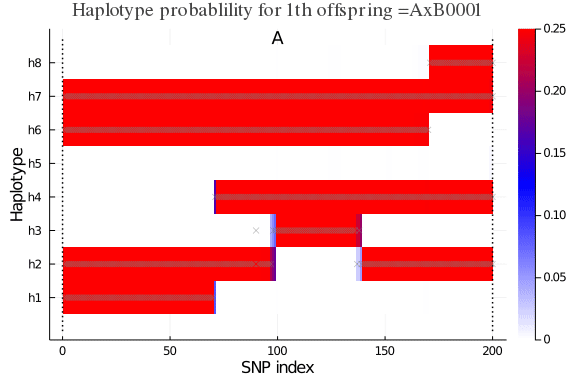 Haplotype probablility for 1th offspring =AxB0001
A
0.25
h8
h7
0.20
h6
0.15
h5
Haplotype
h4
0.10
h3
h2
0.05
h1
0
0 50 100 150 200
SNP index